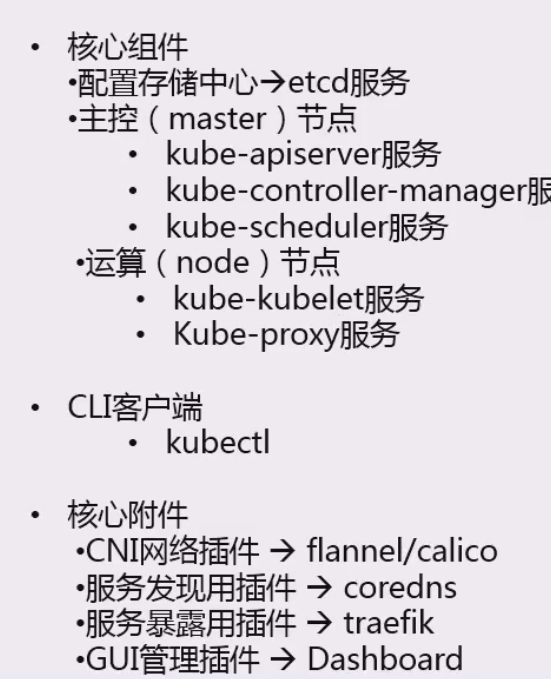 • 核心组件
•配置存储中心→etcd服务
•主控（master）节点
• kube-apiserver服务
• kube-controller-manager服
• kube-scheduler服务
•运算（node）节点
• kube-kubelet服务
• Kube-proxy服务
• CLI客户端
• kubectl
• 核心附件
•CNI网络插件 → flannel/calico
•服务发现用插件 → coredns
•服务暴露用插件 → traefik
•GUI管理插件 → Dashboard